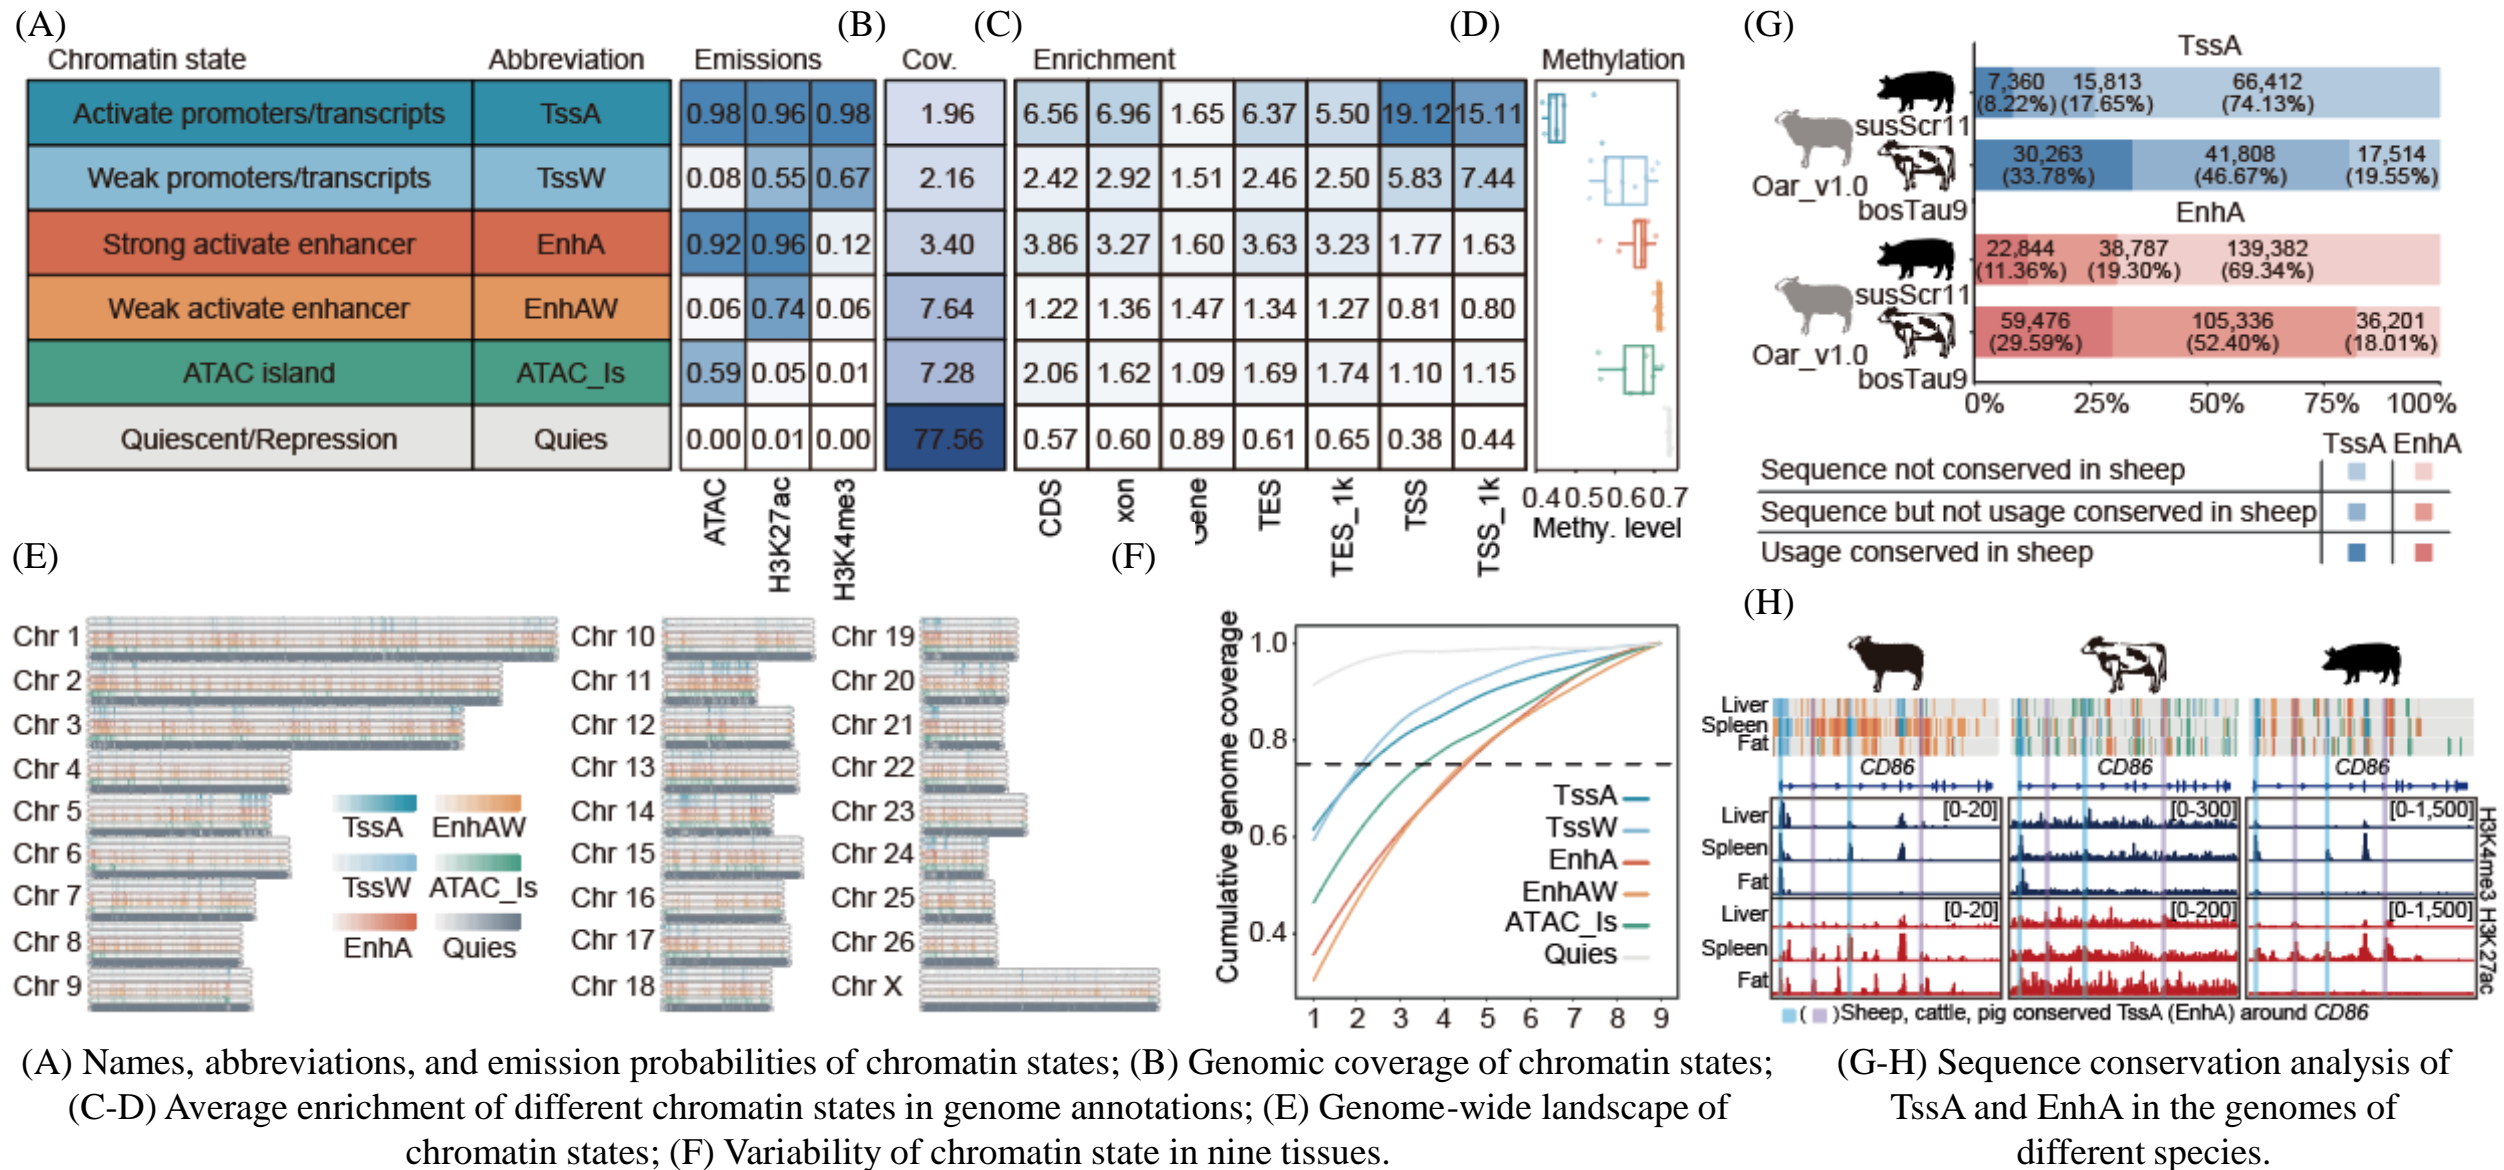 (A)
Chromatin state Abbreviation Emissions
Activate promoters/transcripts TssA 0.98 0.96 0.98
Weak promoters/transcripts TssW 0.08 0.55 0.67
Strong activate enhancer EnhA 0.92 0.96 0.12
Weak activate enhancer EnhAW 0.06 0.74 0.06
ATAC island ATAC_Is 0.59 0.05 0.01
Quiescent/Repression Quies 0.00 0.01 0.00
ATAC
H3K27ac
H3K4me3
(B)
Cov.
1.96
2.16
3.40
7.64
7.28
77.56
(C)
Enrichment
6.56 6.96 1.65 6.37 5.50 19.12 15.11
2.42 2.92 1.51 2.46 2.50 5.83 7.44
3.86 3.27 1.60 3.63 3.23 1.77 1.63
1.22 1.36 1.47 1.34 1.27 0.81 0.80
2.06 1.62 1.09 1.69 1.74 1.10 1.15
0.57 0.60 0.89 0.61 0.65 0.38 0.44
CDS
xon
Gene
TES
TES_1k
TSS
TSS_1k
(D)
Methylation
0.4 0.5 0.6 0.7
Methy. level
(G)
TssA
7,360 15,813 66,412
(8.22%) (17.65%) (74.13%)
susScr11
30,263 41,808 17,514
(33.78%) (46.67%) (19.55%)
Oar_v1.0
bosTau9
EnhA
22,844 38,787 139,382
(11.36%) (19.30%) (69.34%)
susScr11
59,476 105,336 36,201
(29.59%) (52.40%) (18.01%)
Oar_v1.0
bosTau9
0% 25% 50% 75% 100%
TssA EnhA
Sequence not conserved in sheep
Sequence but not usage conserved in sheep
Usage conserved in sheep
(E)
Chr 1
Chr 2
Chr 3
Chr 4
Chr 5
Chr 6
Chr 7
Chr 8
Chr 9
TssA EnhAW
TssW ATAC_Is
EnhA Quies
Chr 10
Chr 11
Chr 12
Chr 13
Chr 14
Chr 15
Chr 16
Chr 17
Chr 18
Chr 19
Chr 20
Chr 21
Chr 22
Chr 23
Chr 24
Chr 25
Chr 26
Chr X
(F)
Cumulative genome coverage
1.0
0.8
0.6
0.4
TssA
TssW
EnhA
EnhAW
ATAC_Is
Quies
1 2 3 4 5 6 7 8 9
(H)
Liver
Spleen
Fat
CD86 CD86 CD86
Liver [0-20] [0-300] [0-1,500]
Spleen
Fat
H3K4me3
Liver [0-20] [0-200] [0-1,500]
Spleen
Fat
H3K27ac
( )Sheep, cattle, pig conserved TssA (EnhA) around CD86
(A) Names, abbreviations, and emission probabilities of chromatin states; (B) Genomic coverage of chromatin states;
(C-D) Average enrichment of different chromatin states in genome annotations; (E) Genome-wide landscape of
chromatin states; (F) Variability of chromatin state in nine tissues.
(G-H) Sequence conservation analysis of
TssA and EnhA in the genomes of
different species.